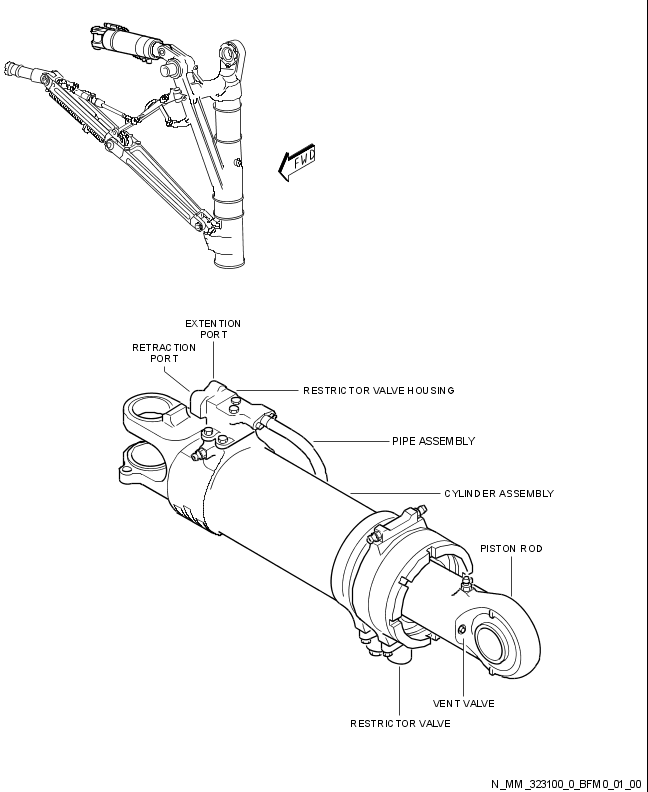 FWD
EXTENTION
PORT
RETRACTION
PORT
RESTRICTOR VALVE HOUSING
PIPE ASSEMBLY
CYLINDER ASSEMBLY
PISTON ROD
VENT VALVE
RESTRICTOR VALVE
N_MM_323100_0_BFM0_01_00